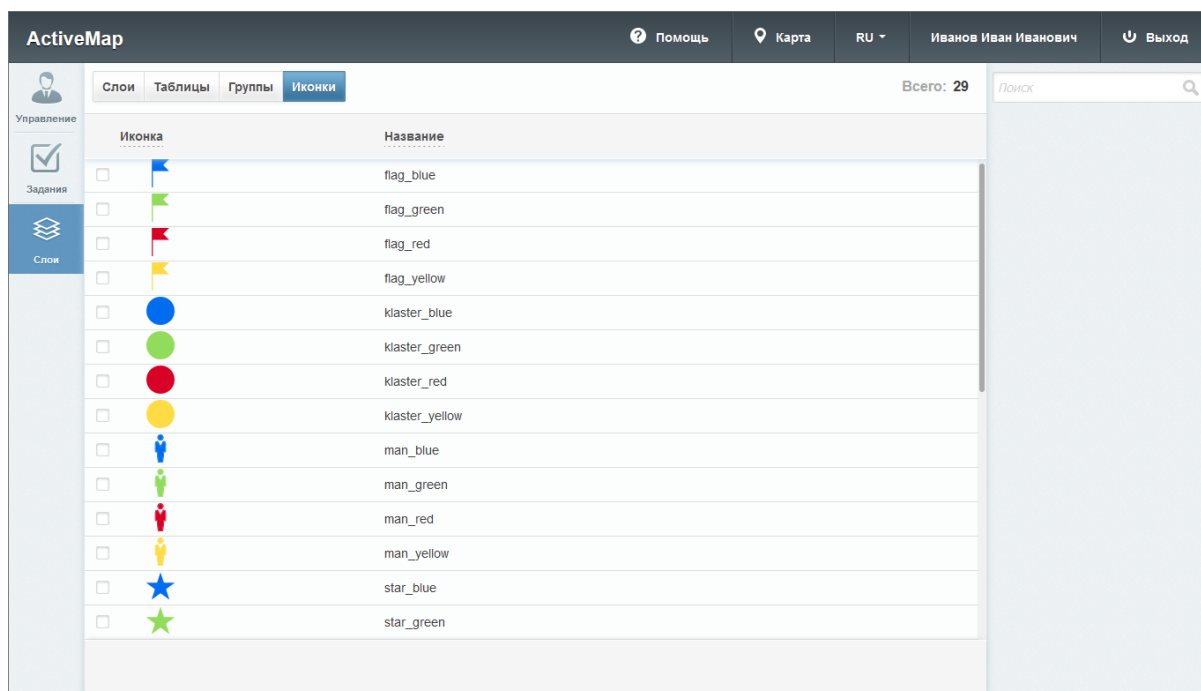 ActiveMap
Помощь
Карта
RU
Иванов Иван Иванович
Выход
Управление
Задания
Слои
Слои Таблицы Группы Иконки
Всего: 29
Поиск
Иконка Название
flag_blue
flag_green
flag_red
flag_yellow
klaster_blue
klaster_green
klaster_red
klaster_yellow
man_blue
man_green
man_red
man_yellow
star_blue
star_green